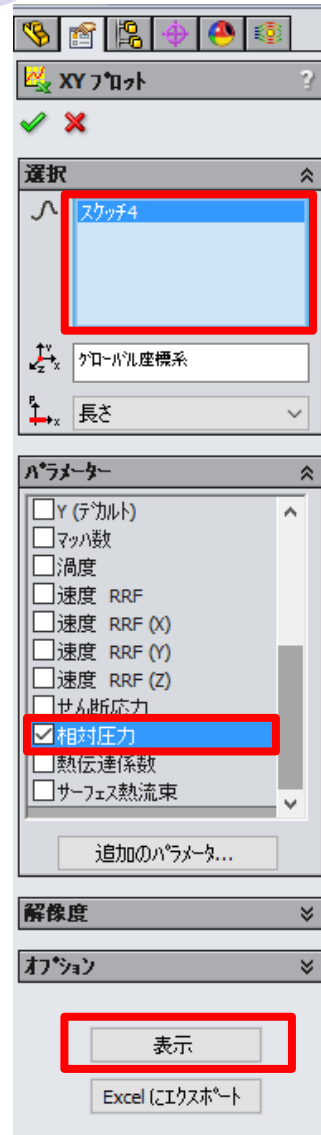 XY プロット
?
選択
スケッチ4
グローバル座標系
長さ
パラメーター
Y (デカルト)
マッハ数
渦度
速度 RRF
速度 RRF (X)
速度 RRF (Y)
速度 RRF (Z)
せん断応力
相対圧力
熱伝達係数
サーフェス熱流束
追加のパラメータ...
解像度
オプション
表示
Excel にエクスポート